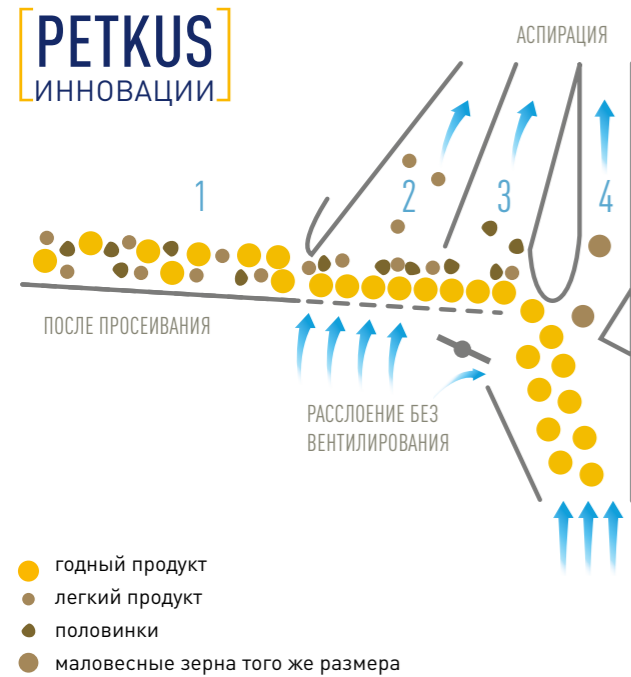 PETKUS
ИННОВАЦИИ
АСПИРАЦИЯ
1
2
3
4
ПОСЛЕ ПРОСЕИВАНИЯ
РАССЛОЕНИЕ БЕЗ
ВЕНТИЛИРОВАНИЯ
годный продукт
легкий продукт
половинки
маловесные зерна того же размера